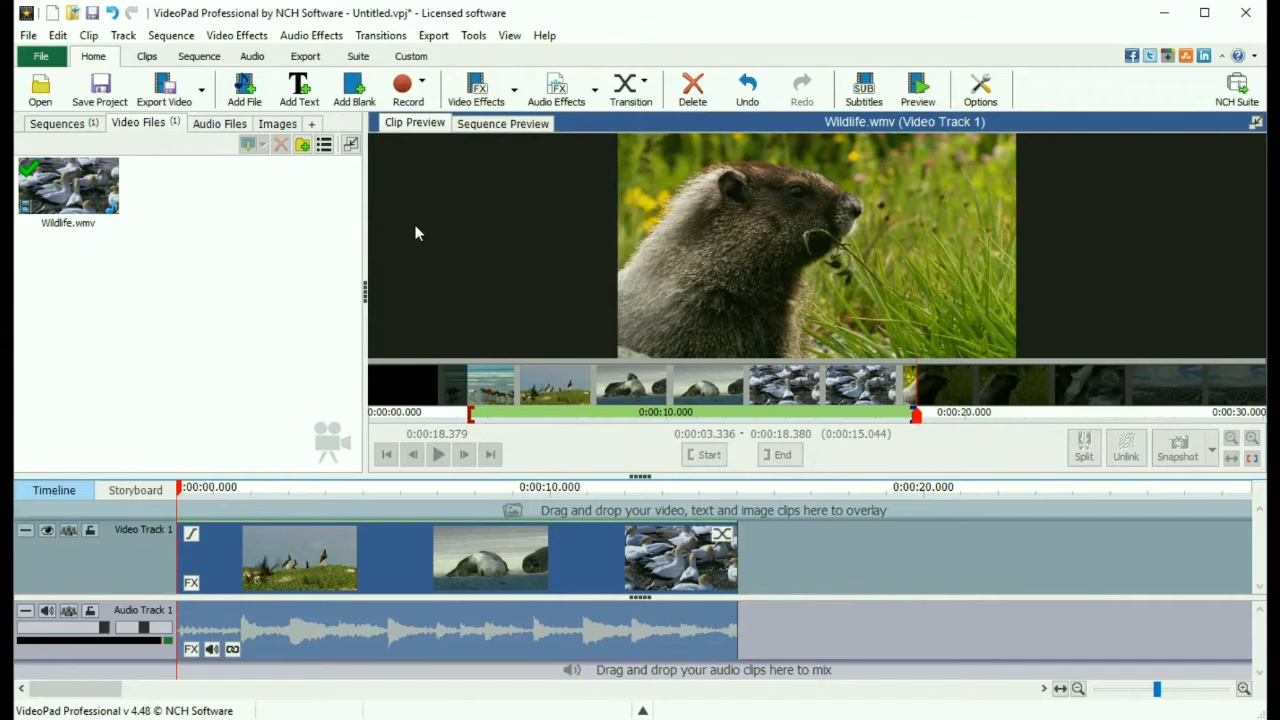 VideoPad Professional by NCH Software - Untitled.vpj* - Licensed software
File Edit Clip Track Sequence Video Effects Audio Effects Transitions Export Tools View Help
File Home Clips Sequence Audio Export Suite Custom
Open Save Project Export Video Add File Add Text Add Blank Record Video Effects Audio Effects Transition Delete Undo Redo Subtitles Preview Options NCH Suite
Sequences (1) Video Files (1) Audio Files Images + Clip Preview Sequence Preview Wildlife.wmv (Video Track 1)
Wildlife.wmv
0:00:00.000 0:00:10.000 0:00:20.000 0:00:30.000
0:00:18.379 0:00:03.336 - 0:00:18.380 (0:00:15.044)
Start End Split Unlink Snapshot
Timeline Storyboard :00:00.000 0:00:10.000 0:00:20.000
Drag and drop your video, text and image clips here to overlay
Video Track 1
FX
Audio Track 1
FX
Drag and drop your audio clips here to mix
VideoPad Professional v 4.48 © NCH Software